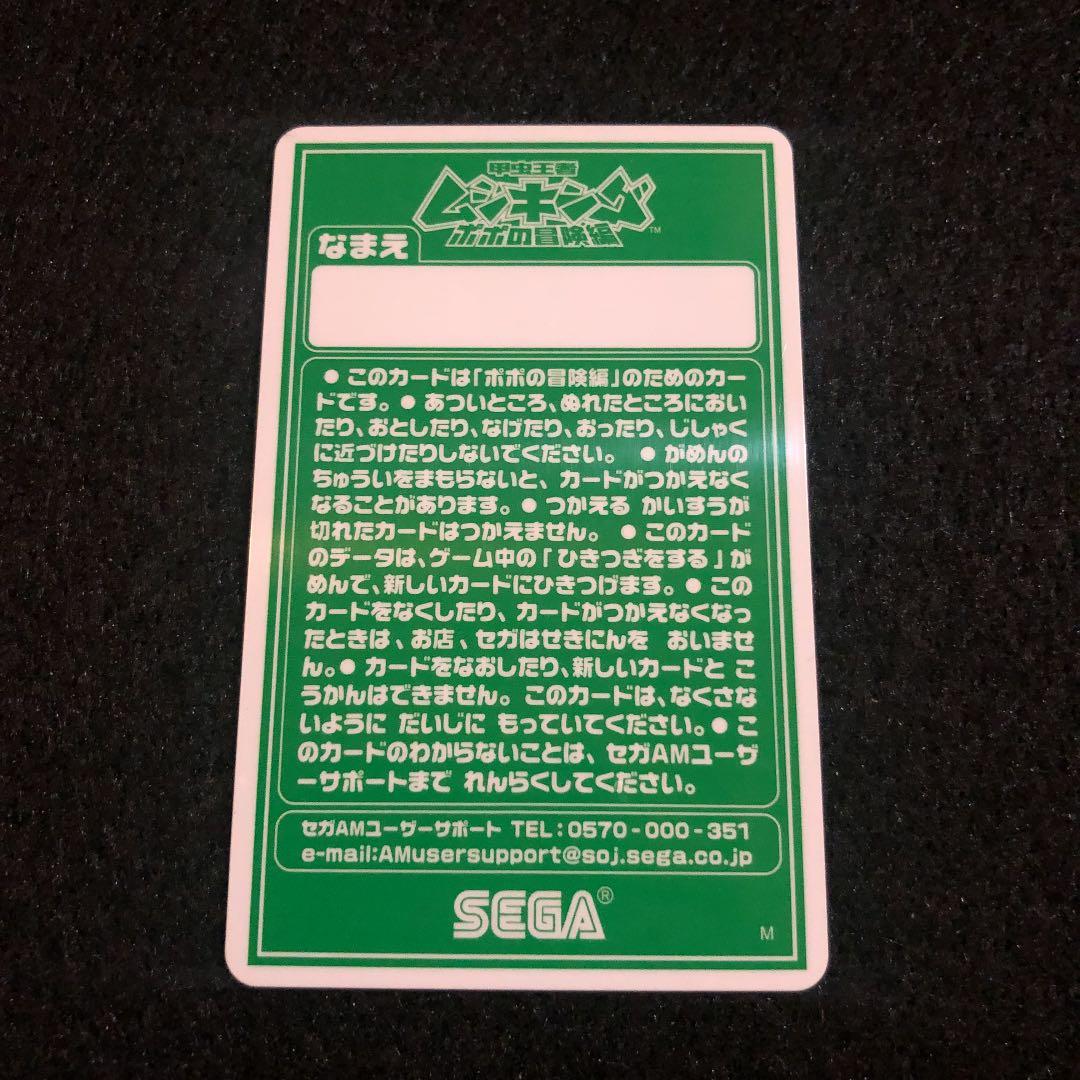 甲虫王者
ムシキング
ポポの冒険編™
なまえ
● このカードは「ポポの冒険編」のためのカー
ドです。● あついところ、ぬれたところにおい
たり、おとしたり、なげたり、おったり、じしゃく
に近づけたりしないでください。 ● がめんの
ちゅういをまもらないと、カードがつかえなく
なることがあります。● つかえる かいすうが
切れたカードはつかえません。 ● このカード
のデータは、ゲーム中の「ひきつぎをする」が
めんで、新しいカードにひきつげます。● この
カードをなくしたり、カードがつかえなくなっ
たときは、お店、セガはせきにんを おいませ
ん。● カードをなおしたり、新しいカードと こ
うかんはできません。このカードは、なくさな
いように だいじに もっていてください。● こ
のカードのわからないことは、セガAMユーザ
ーサポートまで れんらくしてください。
セガAMユーザーサポート TEL:0570-000-351
e-mail:AMusersupport@soj.sega.co.jp
SEGA®
M